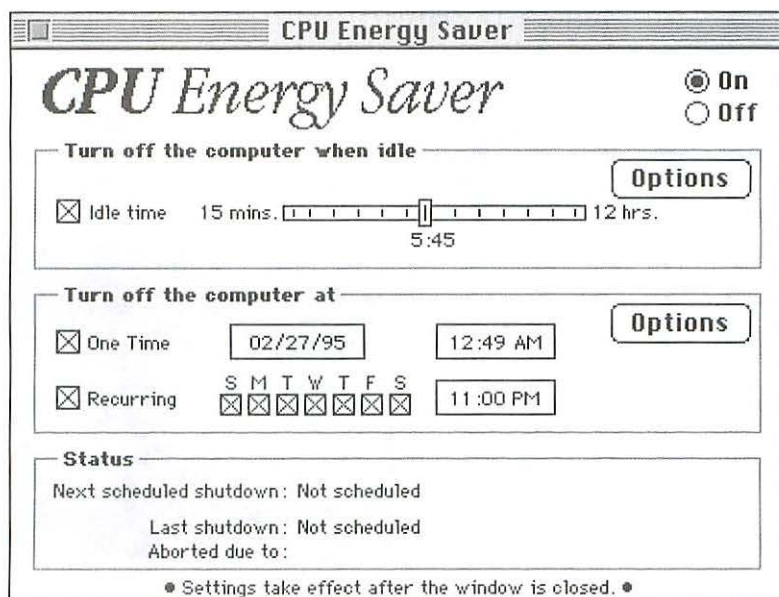 CPU Energy Saver
CPU Energy Saver
On
Off
Turn off the computer when idle
Options
Idle time 15 mins. 12 hrs.
5:45
Turn off the computer at
Options
One Time 02/27/95 12:49 AM
S M T W T F S
Recurring 11:00 PM
Status
Next scheduled shutdown: Not scheduled
Last shutdown: Not scheduled
Aborted due to:
• Settings take effect after the window is closed. •